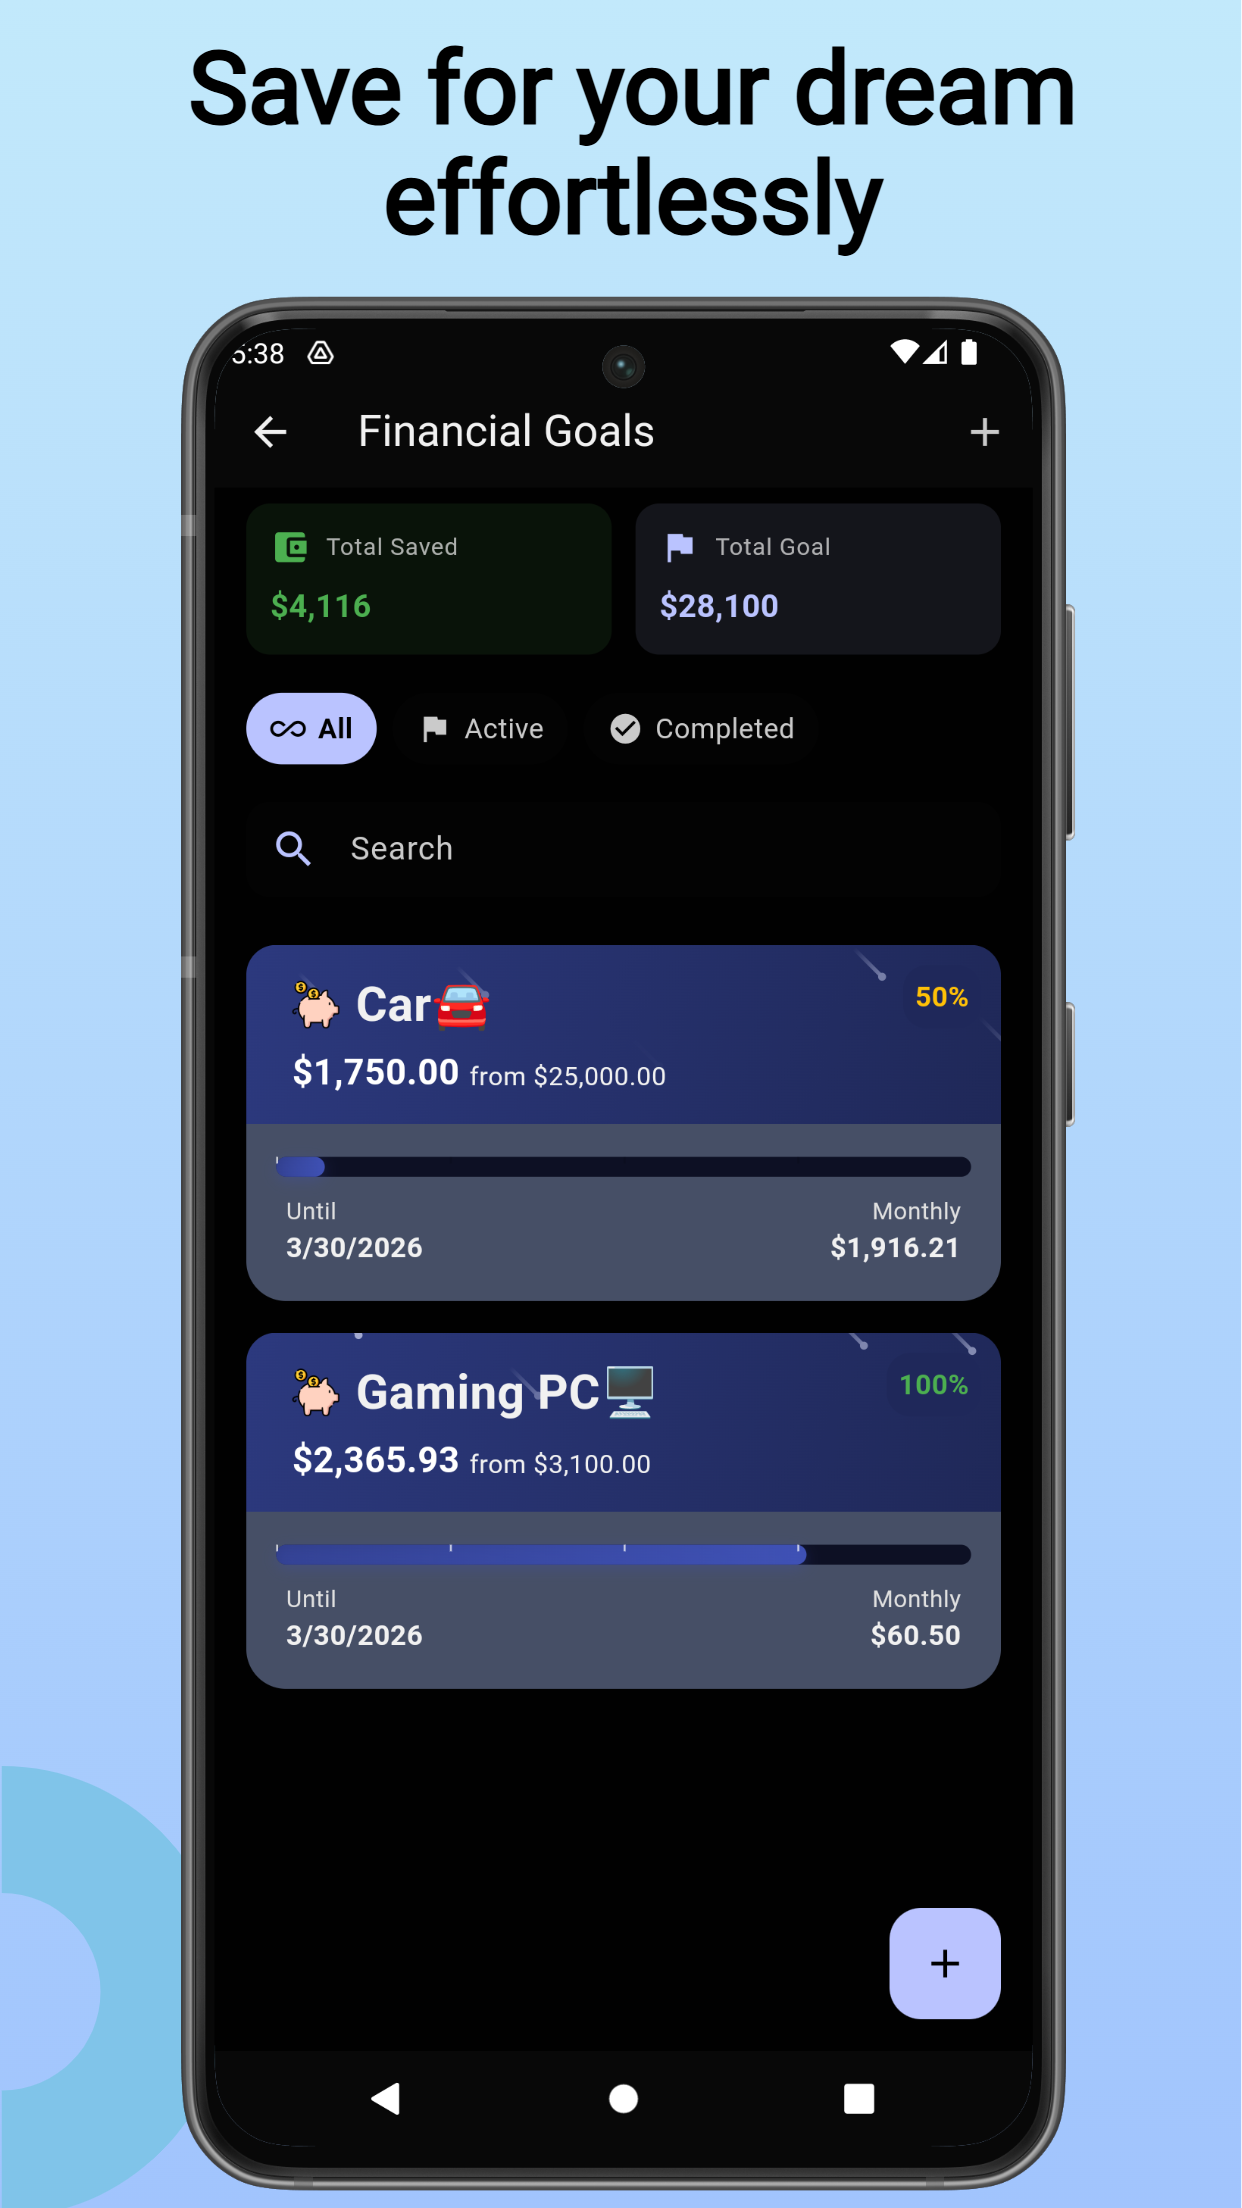 Save for your dream
effortlessly
5:38
Financial Goals
Total Saved
$4,116
Total Goal
$28,100
All
Active
Completed
Search
Car
50%
$1,750.00 from $25,000.00
Until
Monthly
3/30/2026
$1,916.21
Gaming PC
100%
$2,365.93 from $3,100.00
Until
Monthly
3/30/2026
$60.50